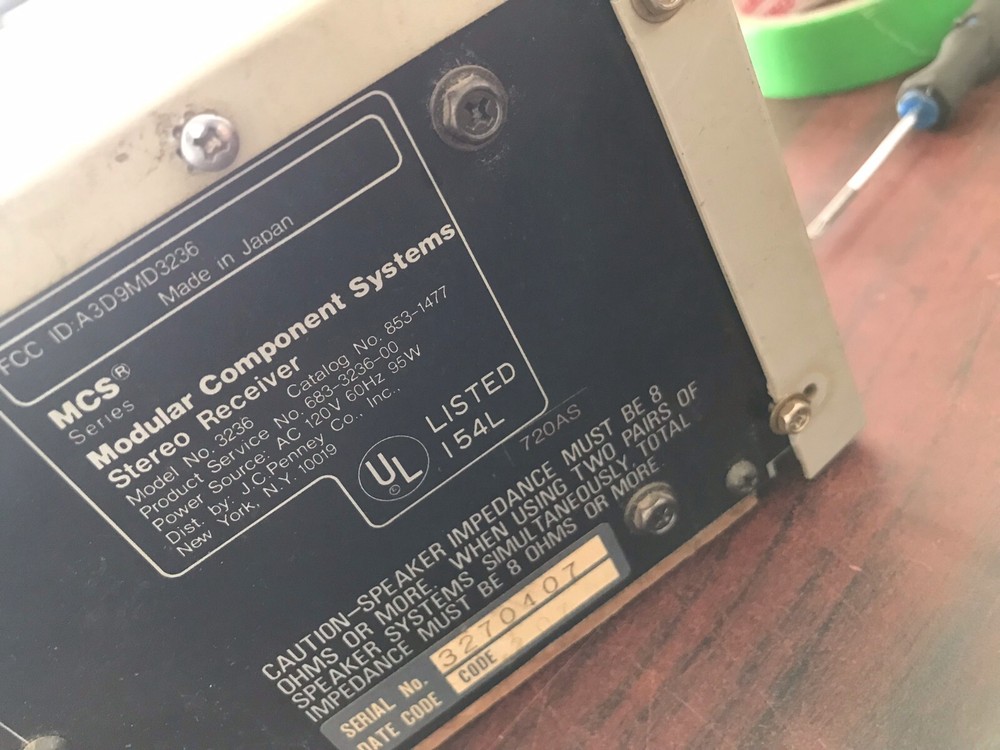 FCC ID:A3D9MD3236
Made in Japan
MCS®
Series
Modular Component Systems
Stereo Receiver
Model No. 3236 Catalog No. 853-1477
Product Service No. 683-3236-00
Power Source: AC 120V 60Hz 95W
Dist. by: J.C.Penney Co., Inc.,
New York, N.Y. 10019
UL
LISTED
154L
720AS
CAUTION-SPEAKER IMPEDANCE MUST BE 8
OHMS OR MORE. WHEN USING TWO PAIRS OF
SPEAKER SYSTEMS SIMULTANEOUSLY, TOTAL
IMPEDANCE MUST BE 8 OHMS OR MORE.
SERIAL No. 3270407
DATE CODE CODE